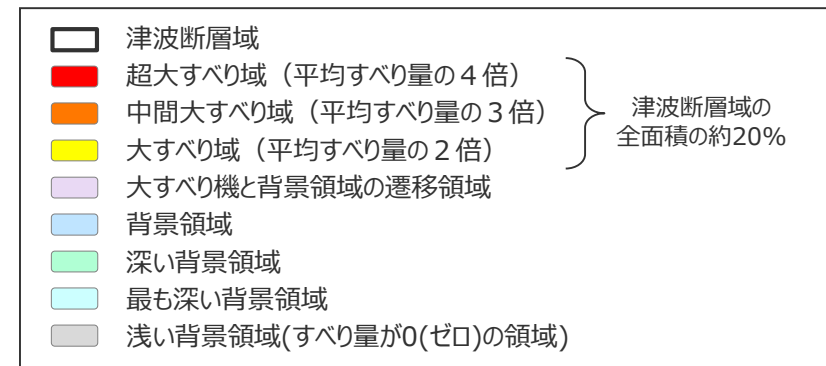 津波断層域
超大すべり域（平均すべり量の４倍）
中間大すべり域（平均すべり量の３倍）
大すべり域（平均すべり量の２倍）
津波断層域の
全面積の約20%
大すべり機と背景領域の遷移領域
背景領域
深い背景領域
最も深い背景領域
浅い背景領域(すべり量が0(ゼロ)の領域)